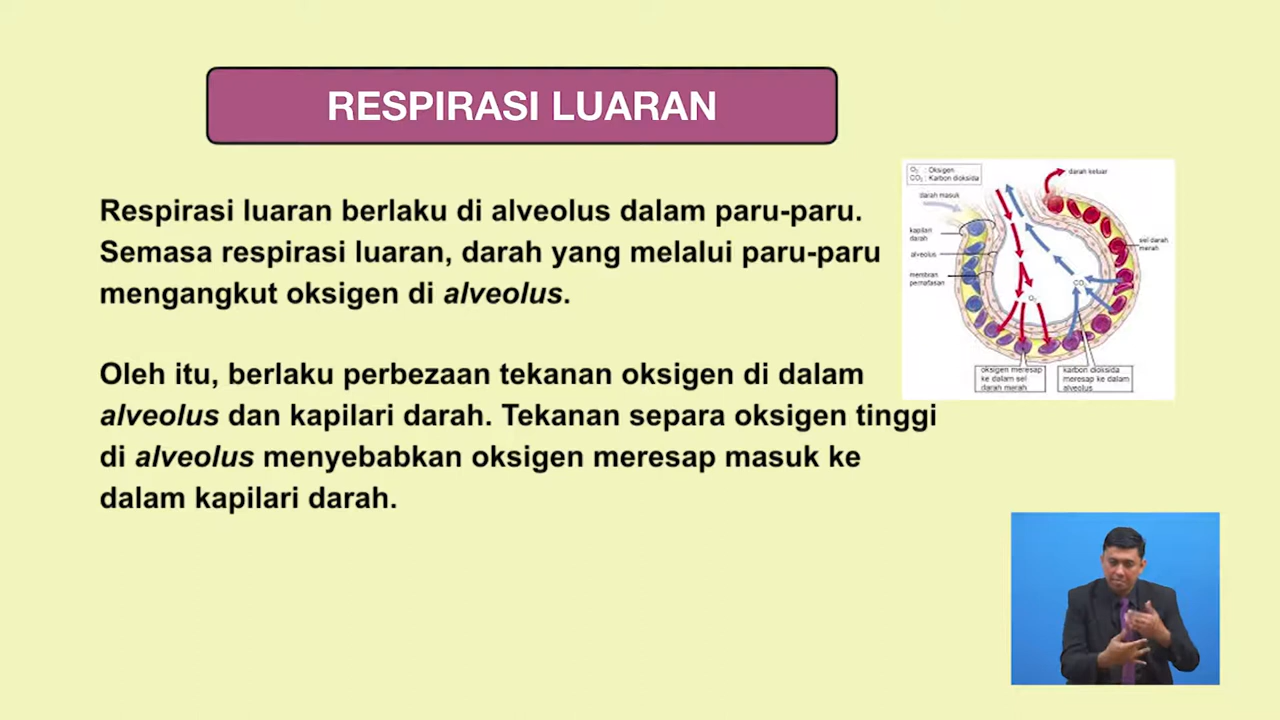 RESPIRASI LUARAN
Respirasi luaran berlaku di alveolus dalam paru-paru.
Semasa respirasi luaran, darah yang melalui paru-paru
mengangkut oksigen di alveolus.
Oleh itu, berlaku perbezaan tekanan oksigen di dalam
alveolus dan kapilari darah. Tekanan separa oksigen tinggi
di alveolus menyebabkan oksigen meresap masuk ke
dalam kapilari darah.
O₂ : Oksigen
CO₂ : Karbon dioksida
darah keluar
darah masuk
kapilari
darah
sel darah
merah
alveolus
membran
pernafasan
CO₂
O₂
oksigen meresap
ke dalam sel
darah merah
karbon dioksida
meresap ke dalam
alveolus